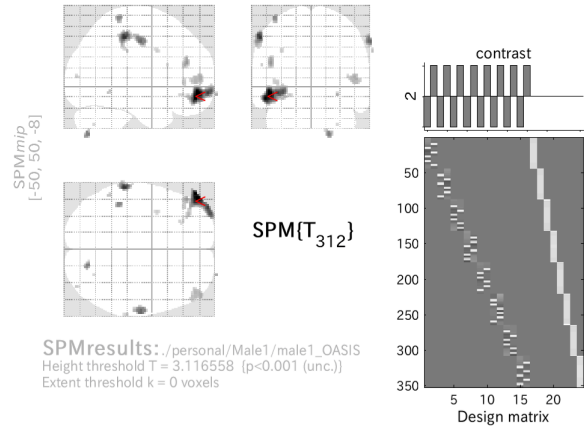 contrast
2
SPMmip
[-50, 50, -8]
SPM{T312}
50
100
150
200
250
300
350
5 10 15 20
Design matrix
SPMresults: ./personal/Male1/male1_OASIS
Height threshold T = 3.116558 {p<0.001 (unc.)}
Extent threshold k = 0 voxels